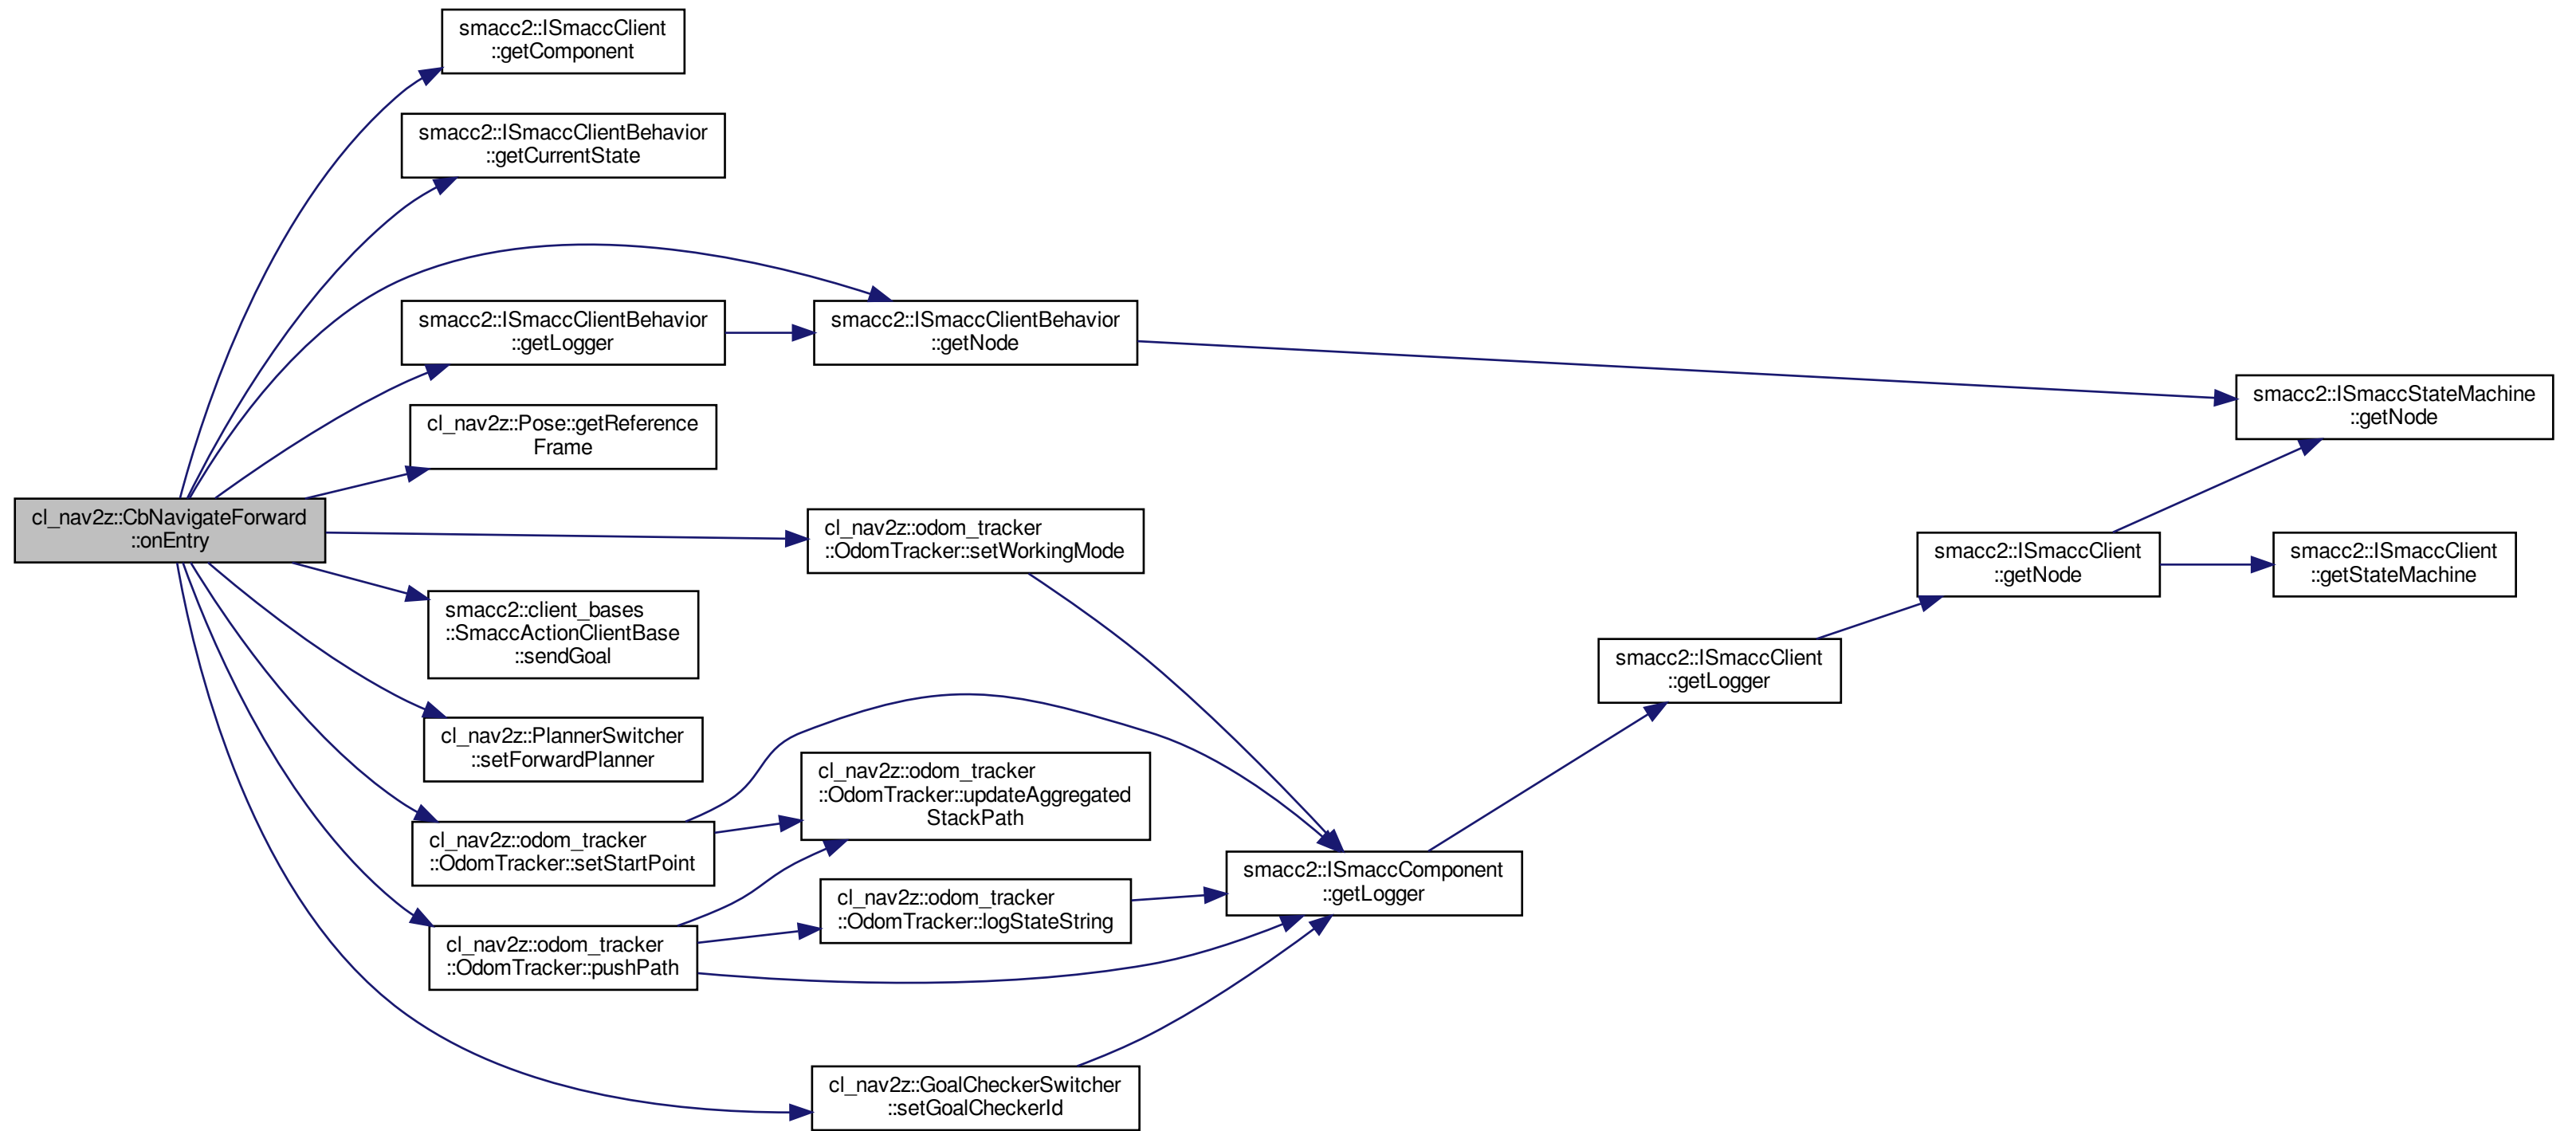 smacc2::ISmaccClient
::getComponent
smacc2::ISmaccClientBehavior
::getCurrentState
smacc2::ISmaccClientBehavior
::getLogger
smacc2::ISmaccClientBehavior
::getNode
smacc2::ISmaccStateMachine
::getNode
cl_nav2z::Pose::getReference
Frame
cl_nav2z::CbNavigateForward
::onEntry
cl_nav2z::odom_tracker
::OdomTracker::setWorkingMode
smacc2::ISmaccClient
::getNode
smacc2::ISmaccClient
::getStateMachine
smacc2::client_bases
::SmaccActionClientBase
::sendGoal
smacc2::ISmaccClient
::getLogger
cl_nav2z::PlannerSwitcher
::setForwardPlanner
cl_nav2z::odom_tracker
::OdomTracker::updateAggregated
StackPath
cl_nav2z::odom_tracker
::OdomTracker::setStartPoint
smacc2::ISmaccComponent
::getLogger
cl_nav2z::odom_tracker
::OdomTracker::logStateString
cl_nav2z::odom_tracker
::OdomTracker::pushPath
cl_nav2z::GoalCheckerSwitcher
::setGoalCheckerId